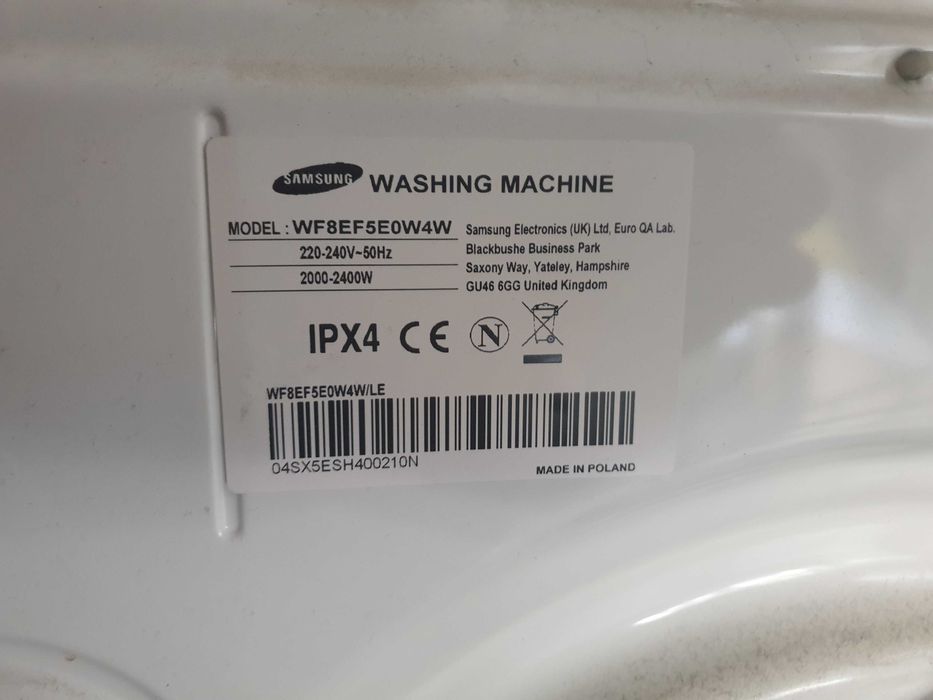 SAMSUNG WASHING MACHINE
MODEL : WF8EF5E0W4W
220-240V~50Hz
2000-2400W
Samsung Electronics (UK) Ltd, Euro QA Lab.
Blackbushe Business Park
Saxony Way, Yateley, Hampshire
GU46 6GG United Kingdom
IPX4 CE N
WF8EF5E0W4W/LE
04SX5ESH400210N
MADE IN POLAND